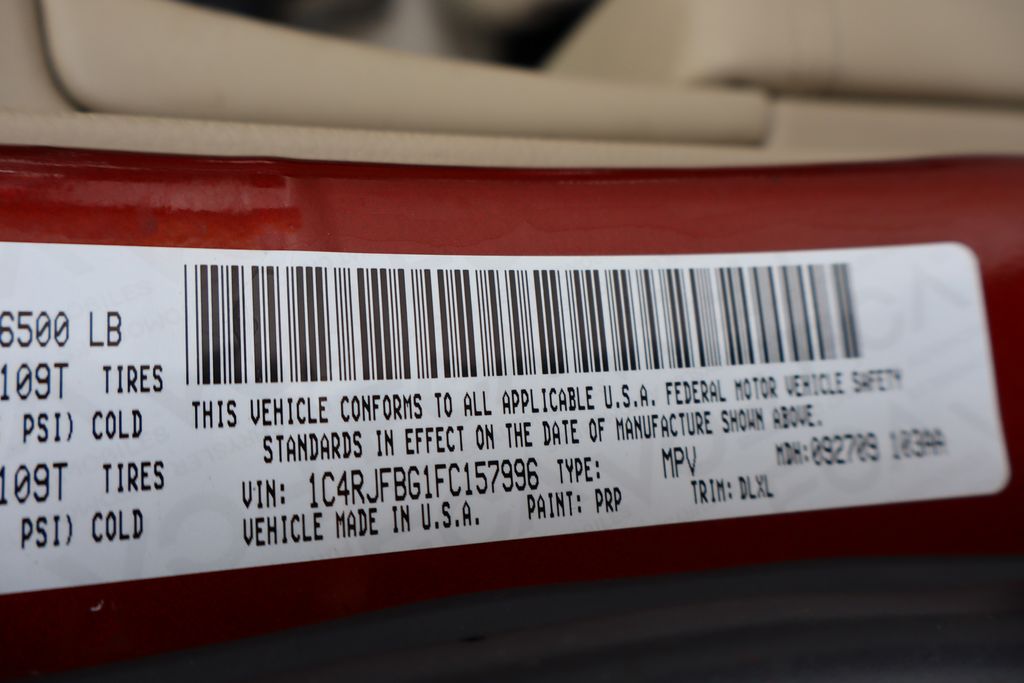 6500 LB
109T TIRES
PSI) COLD
109T TIRES
PSI) COLD
THIS VEHICLE CONFORMS TO ALL APPLICABLE U.S.A. FEDERAL MOTOR VEHICLE SAFETY
STANDARDS IN EFFECT ON THE DATE OF MANUFACTURE SHOWN ABOVE.
VIN: 1C4RJFBG1FC157996 TYPE: MPV MDH:092709 103AA
VEHICLE MADE IN U.S.A. PAINT: PRP TRIM: DLXL